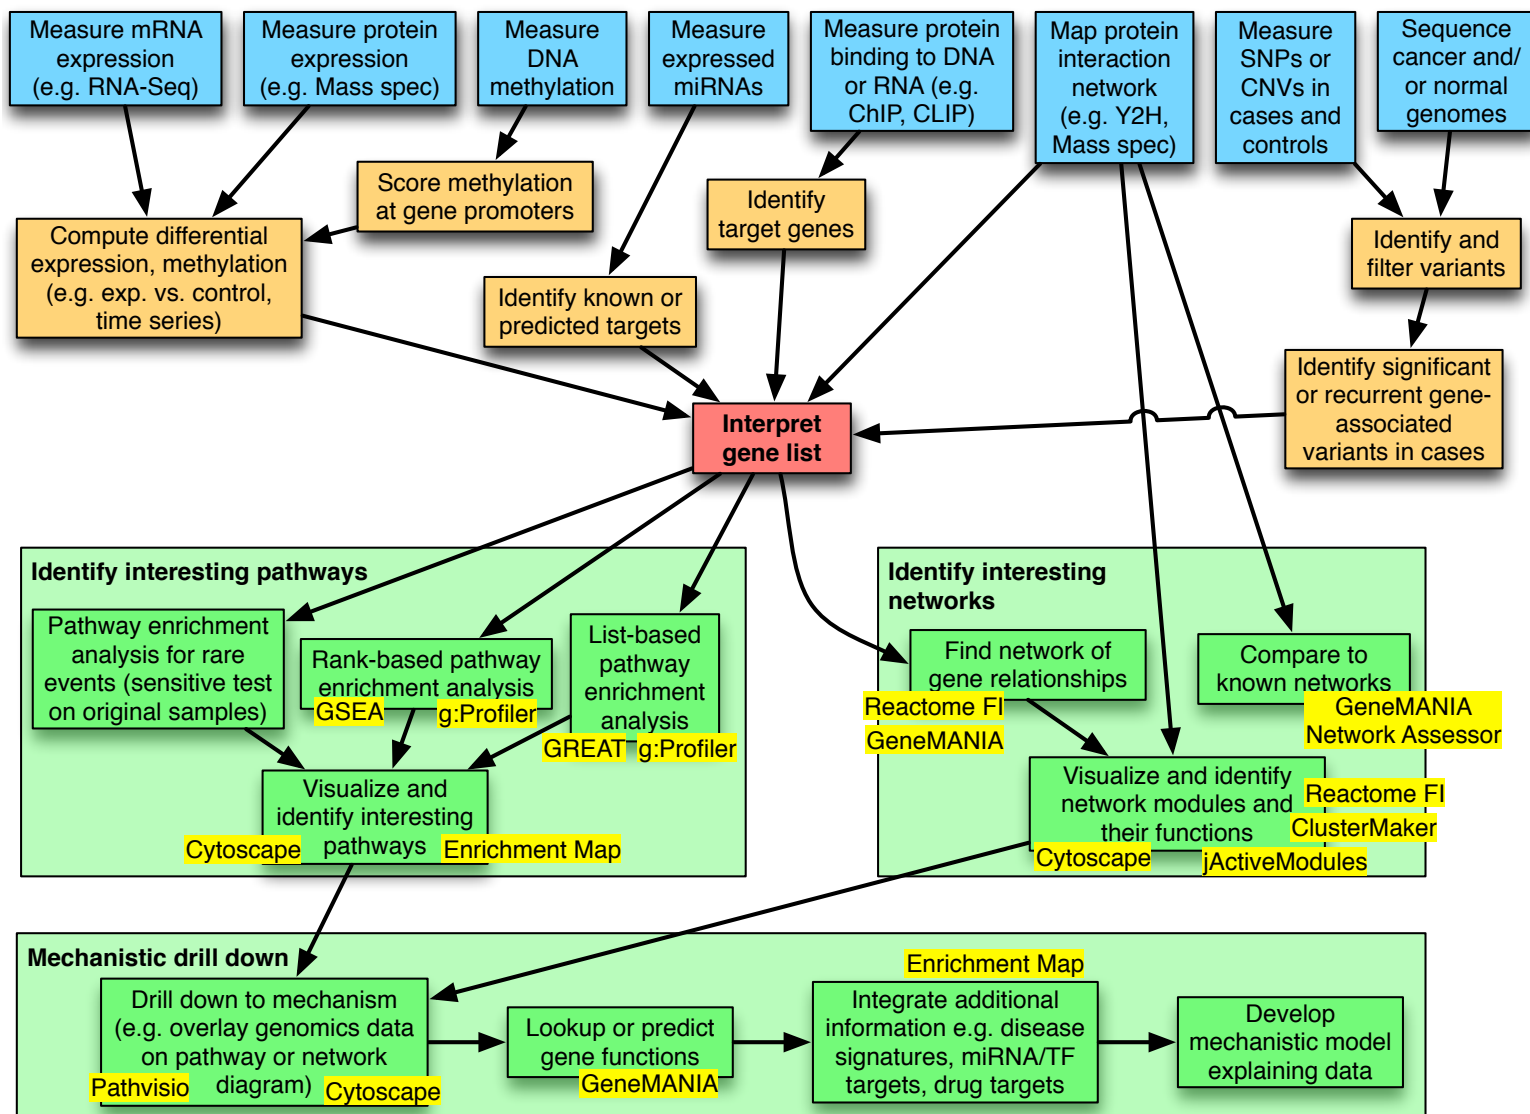 Measure mRNA
expression
(e.g. RNA-Seq)
Measure protein
expression
(e.g. Mass spec)
Measure
DNA
methylation
Measure
expressed
miRNAs
Measure protein
binding to DNA
or RNA (e.g.
ChIP, CLIP)
Map protein
interaction
network
(e.g. Y2H,
Mass spec)
Measure
SNPs or
CNVs in
cases and
controls
Sequence
cancer and/
or normal
genomes
Score methylation
at gene promoters
Identify
target genes
Compute differential
expression, methylation
(e.g. exp. vs. control,
time series)
Identify known or
predicted targets
Identify and
filter variants
Identify significant
or recurrent gene-
associated
variants in cases
Interpret
gene list
Identify interesting pathways
Pathway enrichment
analysis for rare
events (sensitive test
on original samples)
Rank-based pathway
enrichment analysis
GSEA
g:Profiler
List-based
pathway
enrichment
analysis
GREAT
g:Profiler
Visualize and
identify interesting
pathways
Cytoscape
Enrichment Map
Identify interesting
networks
Find network of
gene relationships
Reactome FI
GeneMANIA
Compare to
known networks
GeneMANIA
Network Assessor
Visualize and identify
network modules and
their functions
Reactome FI
ClusterMaker
Cytoscape
jActiveModules
Mechanistic drill down
Drill down to mechanism
(e.g. overlay genomics data
on pathway or network
diagram)
Pathvisio
Cytoscape
Lookup or predict
gene functions
GeneMANIA
Enrichment Map
Integrate additional
information e.g. disease
signatures, miRNA/TF
targets, drug targets
Develop
mechanistic model
explaining data